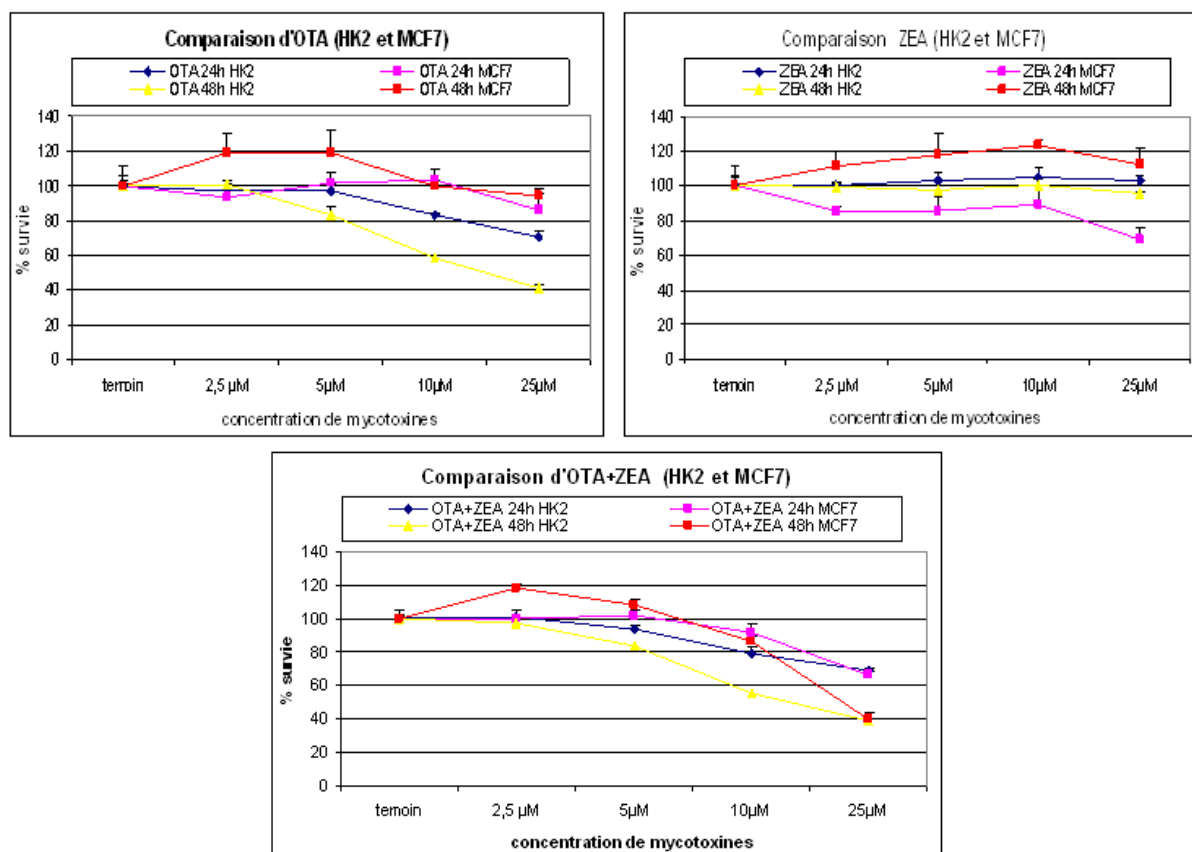 Comparaison d'OTA (HK2 et MCF7)
OTA 24h HK2 OTA 24h MCF7
OTA 48h HK2 OTA 48h MCF7
140
120
100
80
60
40
20
0
% survie
temoin 2,5 µM 5µM 10µM 25µM
concentration de mycotoxines
Comparaison ZEA (HK2 et MCF7)
ZEA 24h HK2 ZEA 24h MCF7
ZEA 48h HK2 ZEA 48h MCF7
140
120
100
80
60
40
20
0
% survie
temoin 2,5 µM 5µM 10µM 25µM
concentration de mycotoxines
Comparaison d'OTA+ZEA (HK2 et MCF7)
OTA+ZEA 24h HK2 OTA+ZEA 24h MCF7
OTA+ZEA 48h HK2 OTA+ZEA 48h MCF7
140
120
100
80
60
40
20
0
% survie
temoin 2,5 µM 5µM 10µM 25µM
concentration de mycotoxines